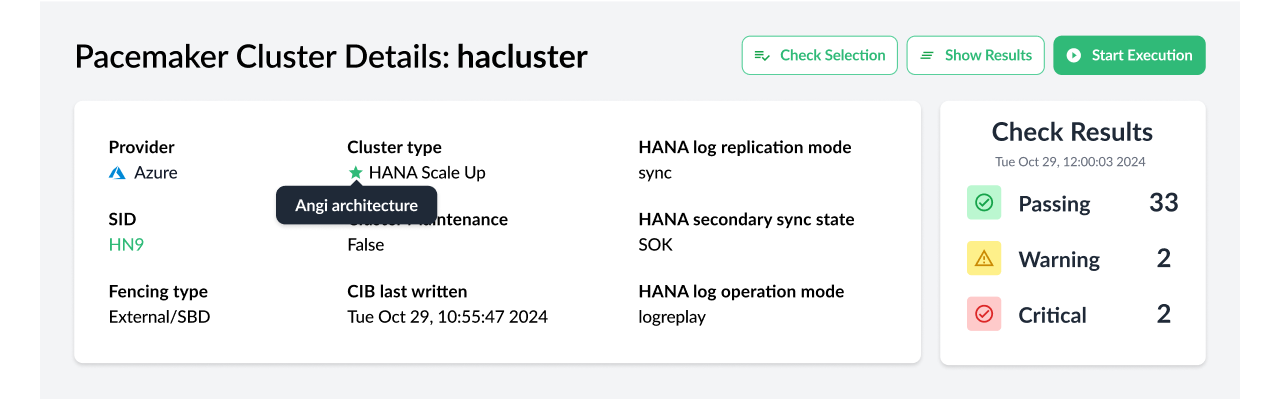 Pacemaker Cluster Details: hacluster
Check Selection
Show Results
Start Execution
Provider
Azure
Cluster type
HANA Scale Up
Angi architecture
HANA log replication mode
sync
SID
HN9
False
HANA secondary sync state
SOK
Fencing type
External/SBD
CIB last written
Tue Oct 29, 10:55:47 2024
HANA log operation mode
logreplay
Check Results
Tue Oct 29, 12:00:03 2024
Passing 33
Warning 2
Critical 2